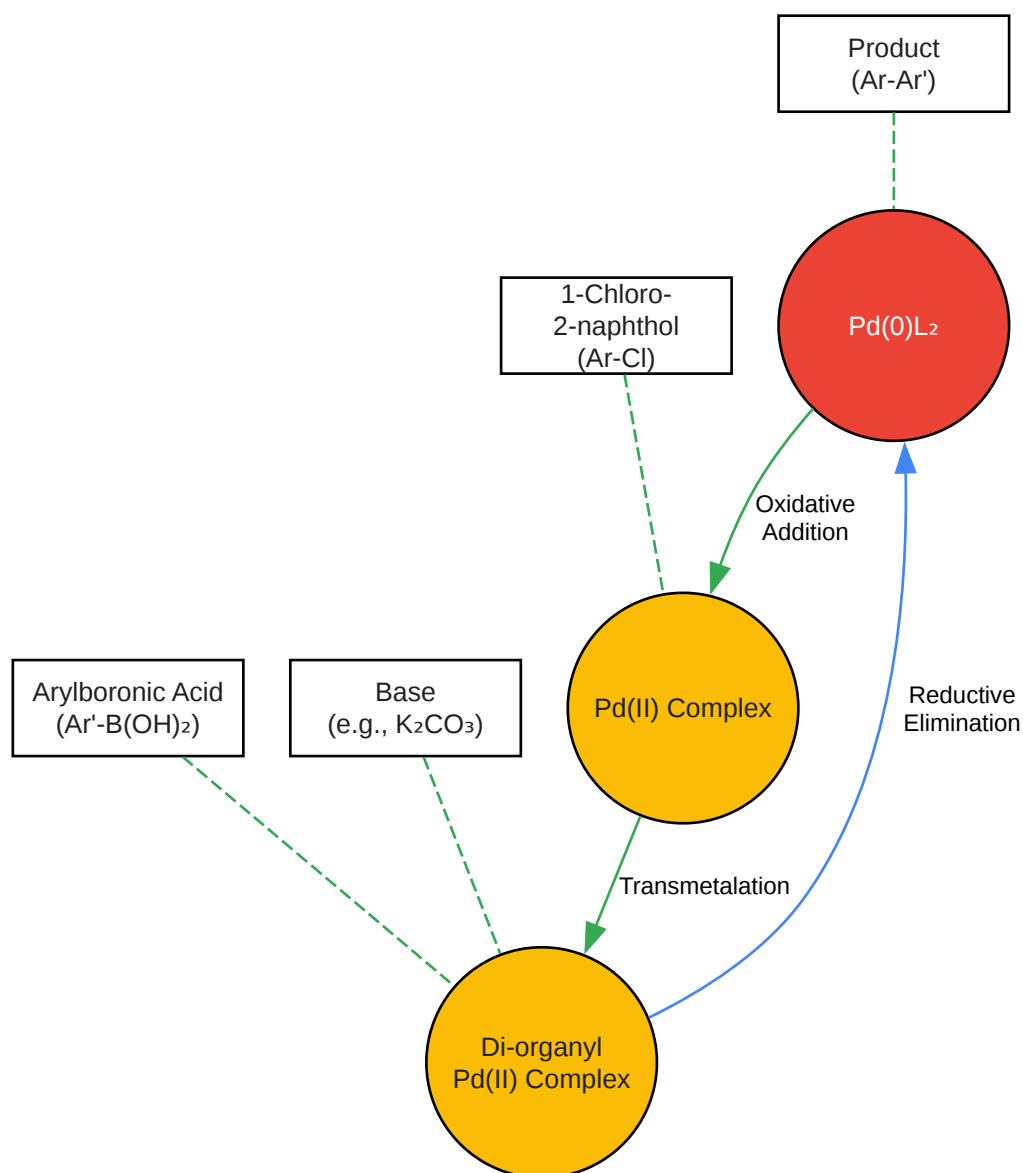 Product
(Ar-Ar')
1-Chloro-
2-naphthol
(Ar-Cl)
Pd(0)L₂
Oxidative
Addition
Arylboronic Acid
(Ar'-B(OH)₂)
Base
(e.g., K₂CO₃)
Pd(II) Complex
Reductive
Elimination
Transmetalation
Di-organyl
Pd(II) Complex